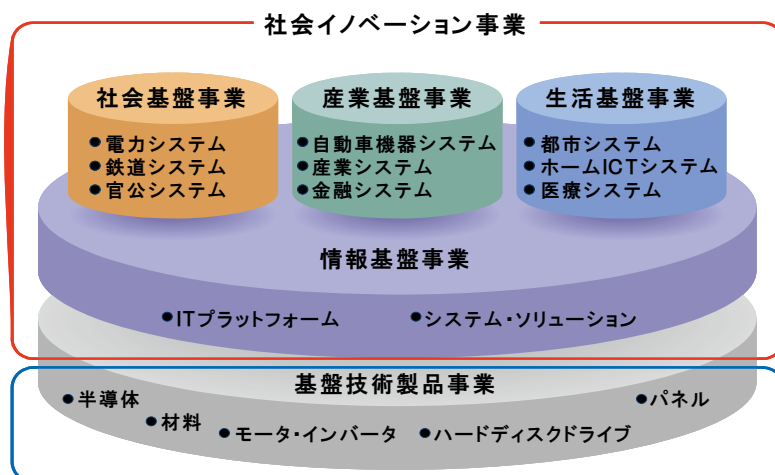 社会イノベーション事業
社会基盤事業
●電力システム
●鉄道システム
●官公システム
産業基盤事業
●自動車機器システム
●産業システム
●金融システム
生活基盤事業
●都市システム
●ホームICTシステム
●医療システム
情報基盤事業
●ITプラットフォーム
●システム・ソリューション
基盤技術製品事業
●半導体
●材料
●モータ・インバータ
●ハードディスクドライブ
●パネル